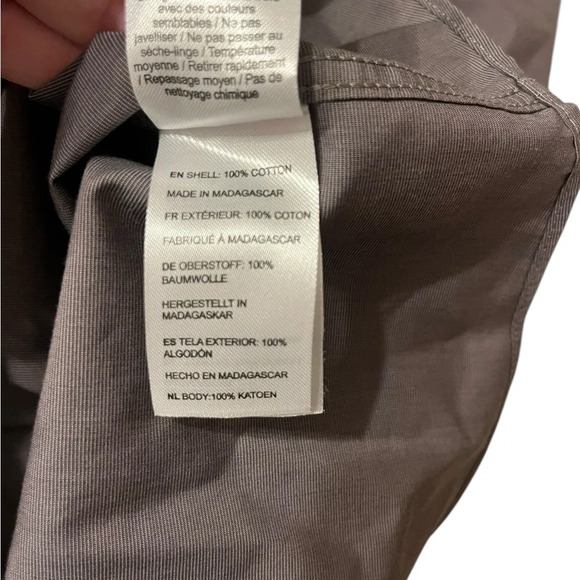 avec des couleurs
semblables / Ne pas
javelliser / Ne pas passer au
sèche-linge / Température
moyenne / Retirer rapidement
/ Repassage moyen / Pas de
nettoyage chimique
EN SHELL: 100% COTTON
MADE IN MADAGASCAR
FR EXTÉRIEUR: 100% COTON
FABRIQUÉ À MADAGASCAR
DE OBERSTOFF: 100%
BAUMWOLLE
HERGESTELLT IN
MADAGASKAR
ES TELA EXTERIOR: 100%
ALGODÓN
HECHO EN MADAGASCAR
NL BODY:100% KATOEN